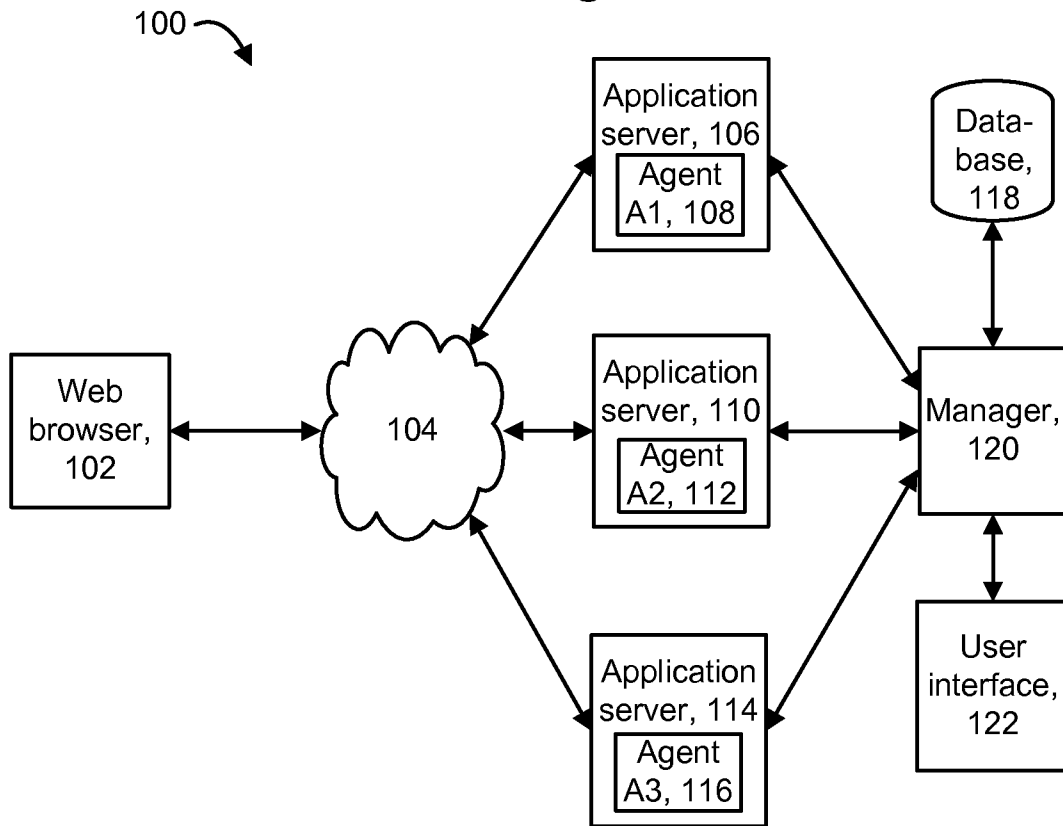 100
Application
server, 106
Agent
A1, 108
Data-
base,
118
Web
browser,
102
104
Application
server, 110
Agent
A2, 112
Manager,
120
Application
server, 114
Agent
A3, 116
User
interface,
122